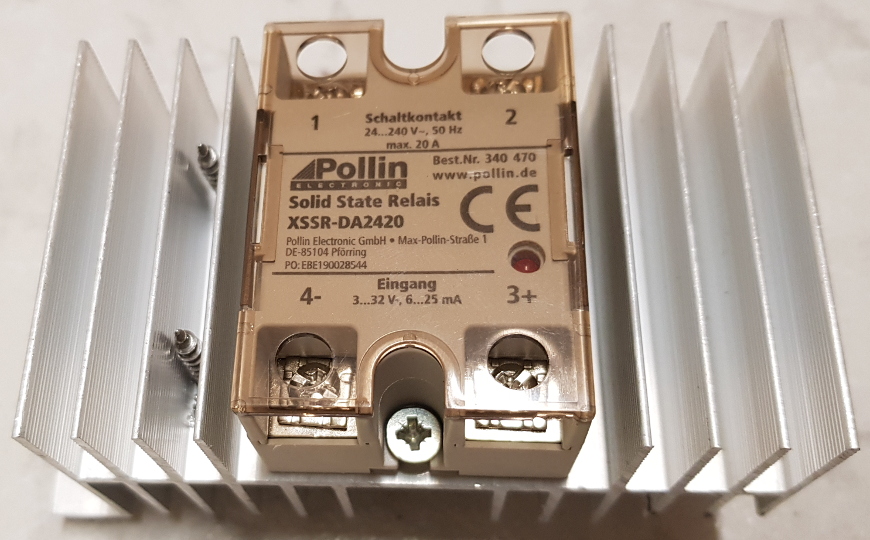 1
Schaltkontakt
2
24...240 V~, 50 Hz
max. 20 A
Pollin
ELECTRONIC
Best.Nr. 340 470
www.pollin.de
Solid State Relais
XSSR-DA2420
CE
Pollin Electronic GmbH • Max-Pollin-Straße 1
DE-85104 Pförring
PO: EBE190028544
4-
Eingang
3...32 V-, 6...25 mA
3+